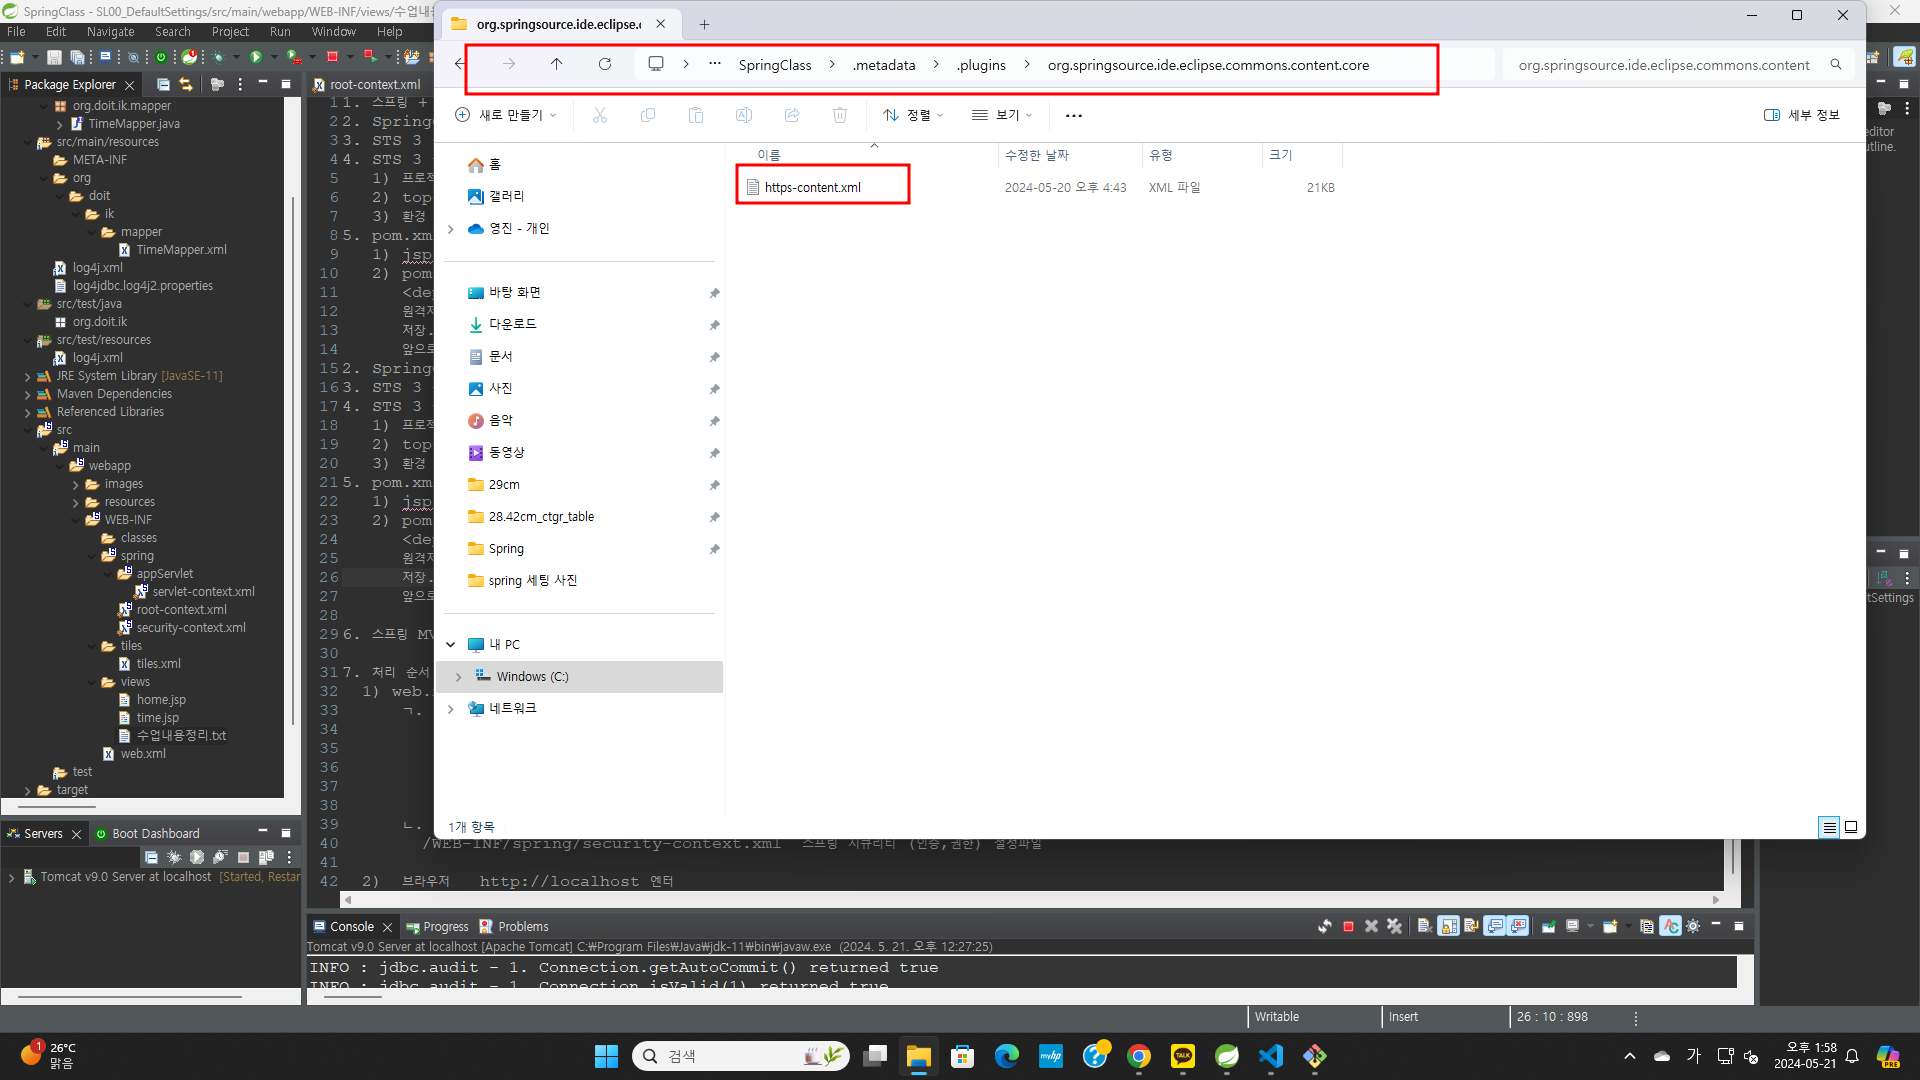 SpringClass - SL00_DefaultSettings/src/main/webapp/WEB-INF/views/수업내용
File Edit Navigate Search Project Run Window Help
Package Explorer
org.doit.ik.mapper
TimeMapper.java
src/main/resources
META-INF
org
doit
ik
mapper
TimeMapper.xml
log4j.xml
log4jdbc.log4j2.properties
src/test/java
org.doit.ik
src/test/resources
log4j.xml
JRE System Library [JavaSE-11]
Maven Dependencies
Referenced Libraries
src
main
webapp
images
resources
WEB-INF
classes
spring
appServlet
servlet-context.xml
root-context.xml
security-context.xml
tiles
tiles.xml
views
home.jsp
time.jsp
수업내용정리.txt
web.xml
test
target
Servers Boot Dashboard
Tomcat v9.0 Server at localhost [Started, Restar
root-context.xml
1 1. 스프링 +
2 2. Spring
3 3. STS 3
4 4. STS 3
5 1) 프로젝
6 2) top
7 3) 환경
8 5. pom.xm
9 1) jsp
10 2) pom
11 <de
12 원격저
13 저장.
14 앞으로
15 2. Spring
16 3. STS 3
17 4. STS 3
18 1) 프로젝
19 2) top
20 3) 환경
21 5. pom.xm
22 1) jsp
23 2) pom
24 <de
25 원격저
26 저장.
27 앞으로
28
29 6. 스프링 MV
30
31 7. 처리 순서
32 1) web.
33 ㄱ.
34
35
36
37
38
39 ㄴ.
40 /WEB-INF/spring/security-context.xml 스프링 시큐리티 (인증,권한) 설정파일
41
42 2) 브라우저 http://localhost 엔터
org.springsource.ide.eclipse.c
SpringClass .metadata .plugins org.springsource.ide.eclipse.commons.content.core
org.springsource.ide.eclipse.commons.content
새로 만들기 정렬 보기 세부 정보
이름 수정한 날짜 유형 크기
https-content.xml 2024-05-20 오후 4:43 XML 파일 21KB
홈
갤러리
영진 - 개인
바탕 화면
다운로드
문서
사진
음악
동영상
29cm
28.42cm_ctgr_table
Spring
spring 세팅 사진
내 PC
Windows (C:)
네트워크
1개 항목
editor
utline.
tSettings
Console Progress Problems
Tomcat v9.0 Server at localhost [Apache Tomcat] C:₩Program Files₩Java₩jdk-11₩bin₩javaw.exe (2024. 5. 21. 오후 12:27:25)
INFO : jdbc.audit - 1. Connection.getAutoCommit() returned true
INFO : jdbc.audit - 1. Connection.isValid(1) returned true
Writable Insert 26 : 10 : 898
1
26°C
맑음
검색
myhp
TALK
PRE
가
오후 1:58
2024-05-21